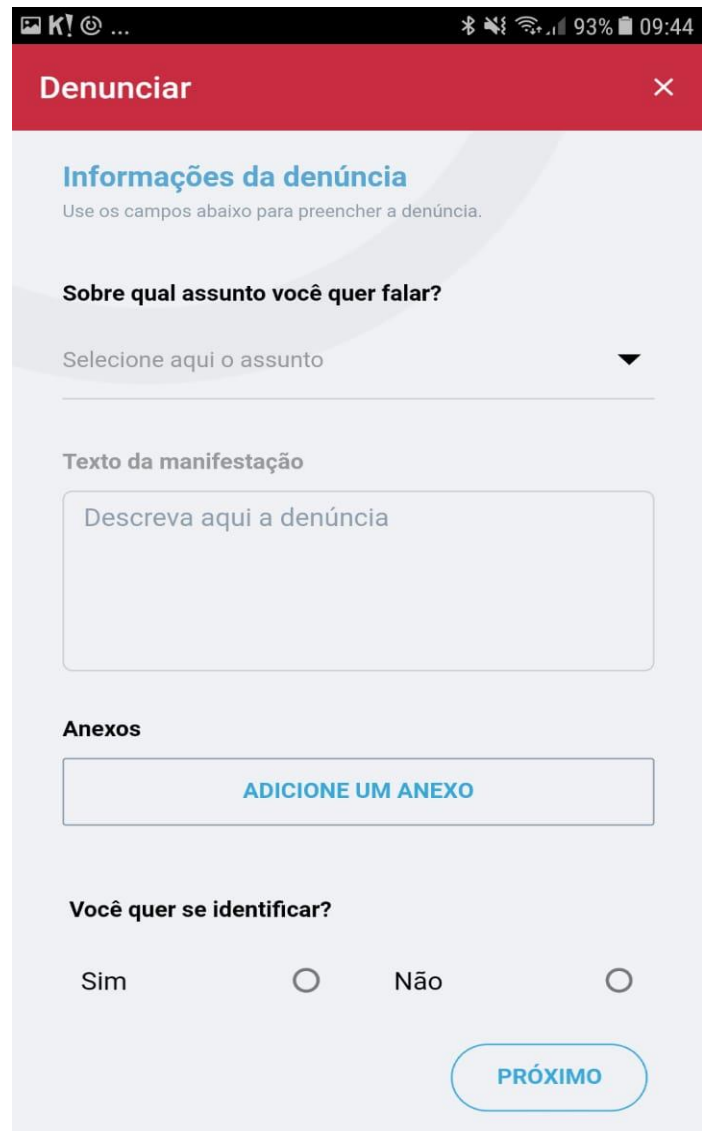 K! ... 93% 09:44
Denunciar ×
Informações da denúncia
Use os campos abaixo para preencher a denúncia.
Sobre qual assunto você quer falar?
Selecione aqui o assunto
Texto da manifestação
Descreva aqui a denúncia
Anexos
ADICIONE UM ANEXO
Você quer se identificar?
Sim Não
PRÓXIMO